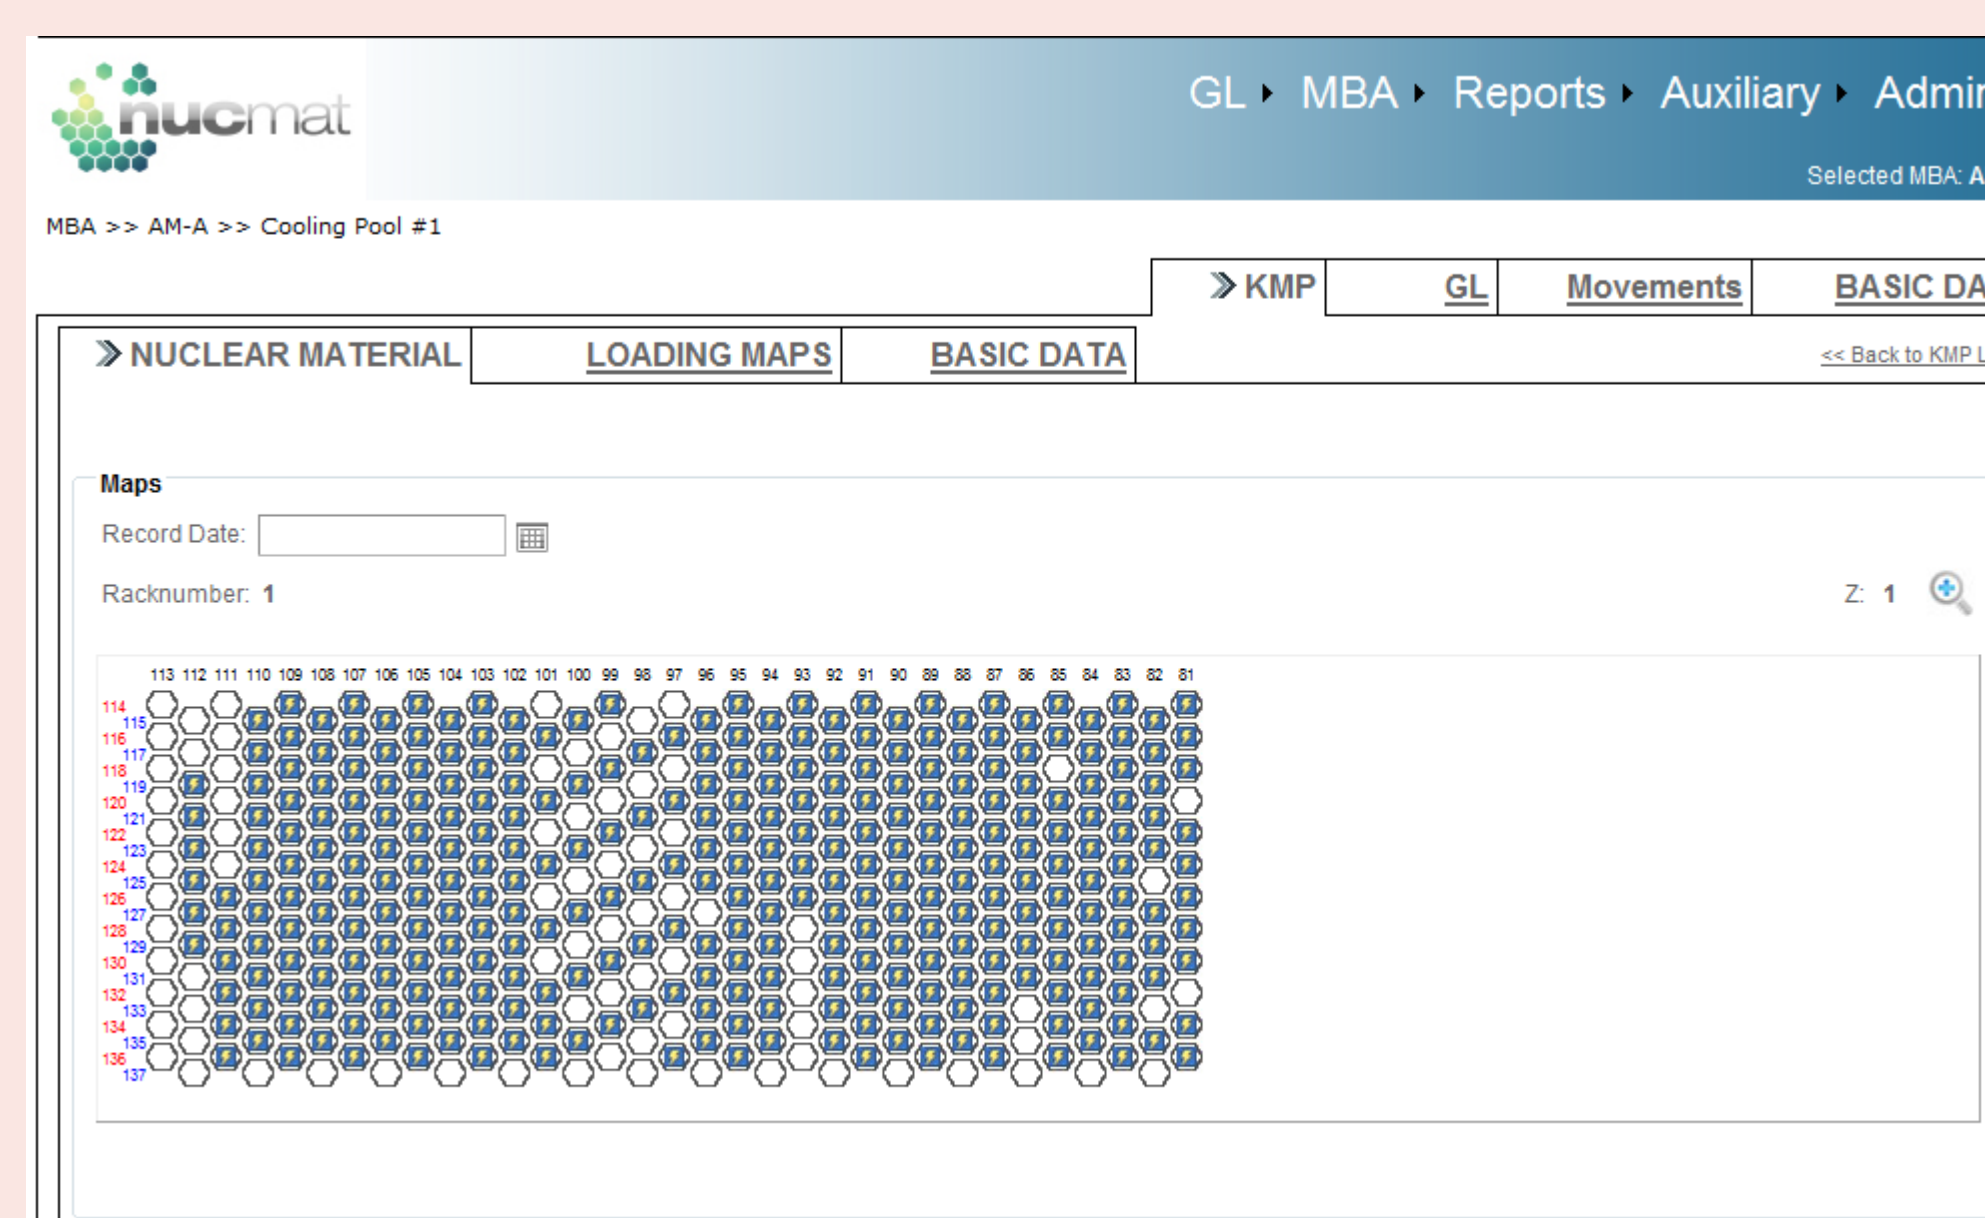 nucmat
GL MBA Reports Auxiliary Admin
Selected MBA: A
MBA >> AM-A >> Cooling Pool #1
KMP GL Movements BASIC DA
NUCLEAR MATERIAL LOADING MAPS BASIC DATA << Back to KMP L
Maps
Record Date:
Racknumber: 1 Z: 1
113 112 111 110 109 108 107 106 105 104 103 102 101 100 99 98 97 96 95 94 93 92 91 90 89 88 87 86 85 84 83 82 81
114
115
116
117
118
119
120
121
122
123
124
125
126
127
128
129
130
131
132
133
134
135
136
137